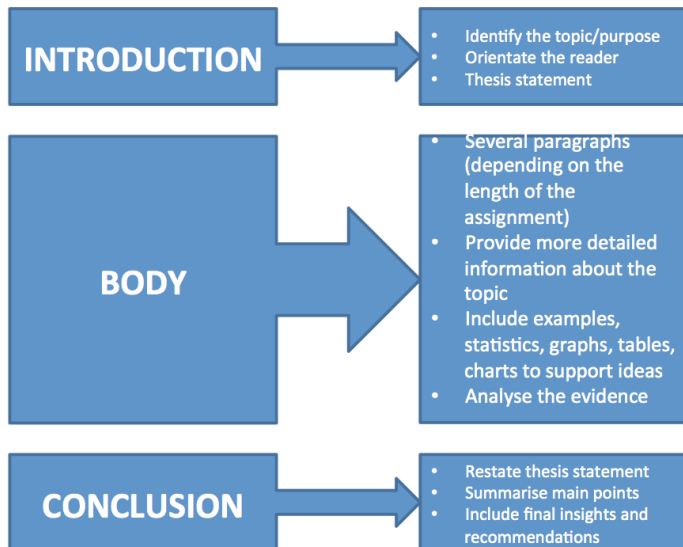 INTRODUCTION
• Identify the topic/purpose
• Orientate the reader
• Thesis statement
BODY
• Several paragraphs
(depending on the
length of the
assignment)
• Provide more detailed
information about the
topic
• Include examples,
statistics, graphs, tables,
charts to support ideas
• Analyse the evidence
CONCLUSION
• Restate thesis statement
• Summarise main points
• Include final insights and
recommendations